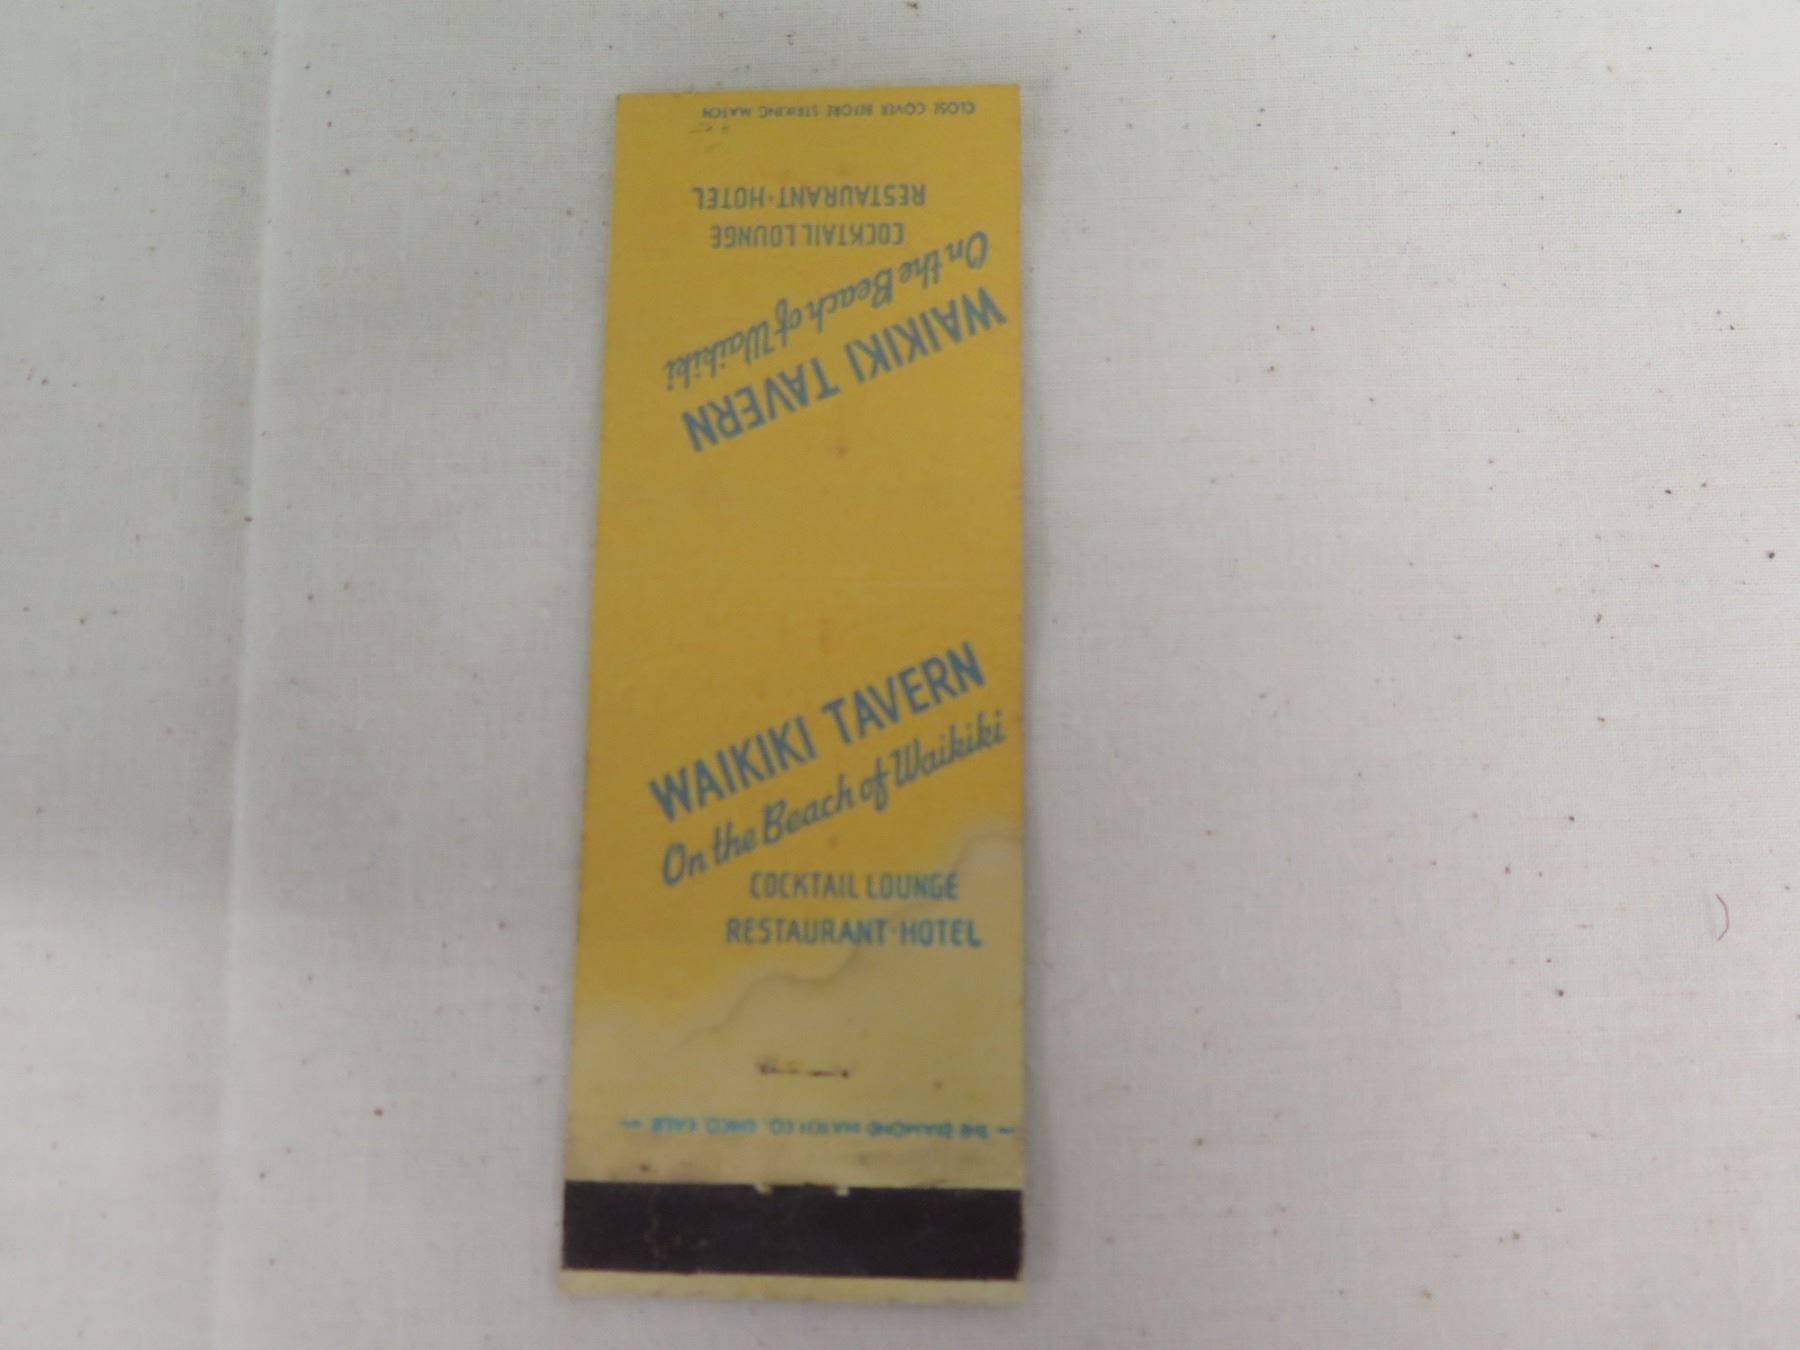 CLOSE COVER BEFORE STRIKING MATCH
WAIKIKI TAVERN
On the Beach of Waikiki
COCKTAIL LOUNGE
RESTAURANT·HOTEL
WAIKIKI TAVERN
On the Beach of Waikiki
COCKTAIL LOUNGE
RESTAURANT·HOTEL
THE DIAMOND MATCH CO., CHICO, CALIF.